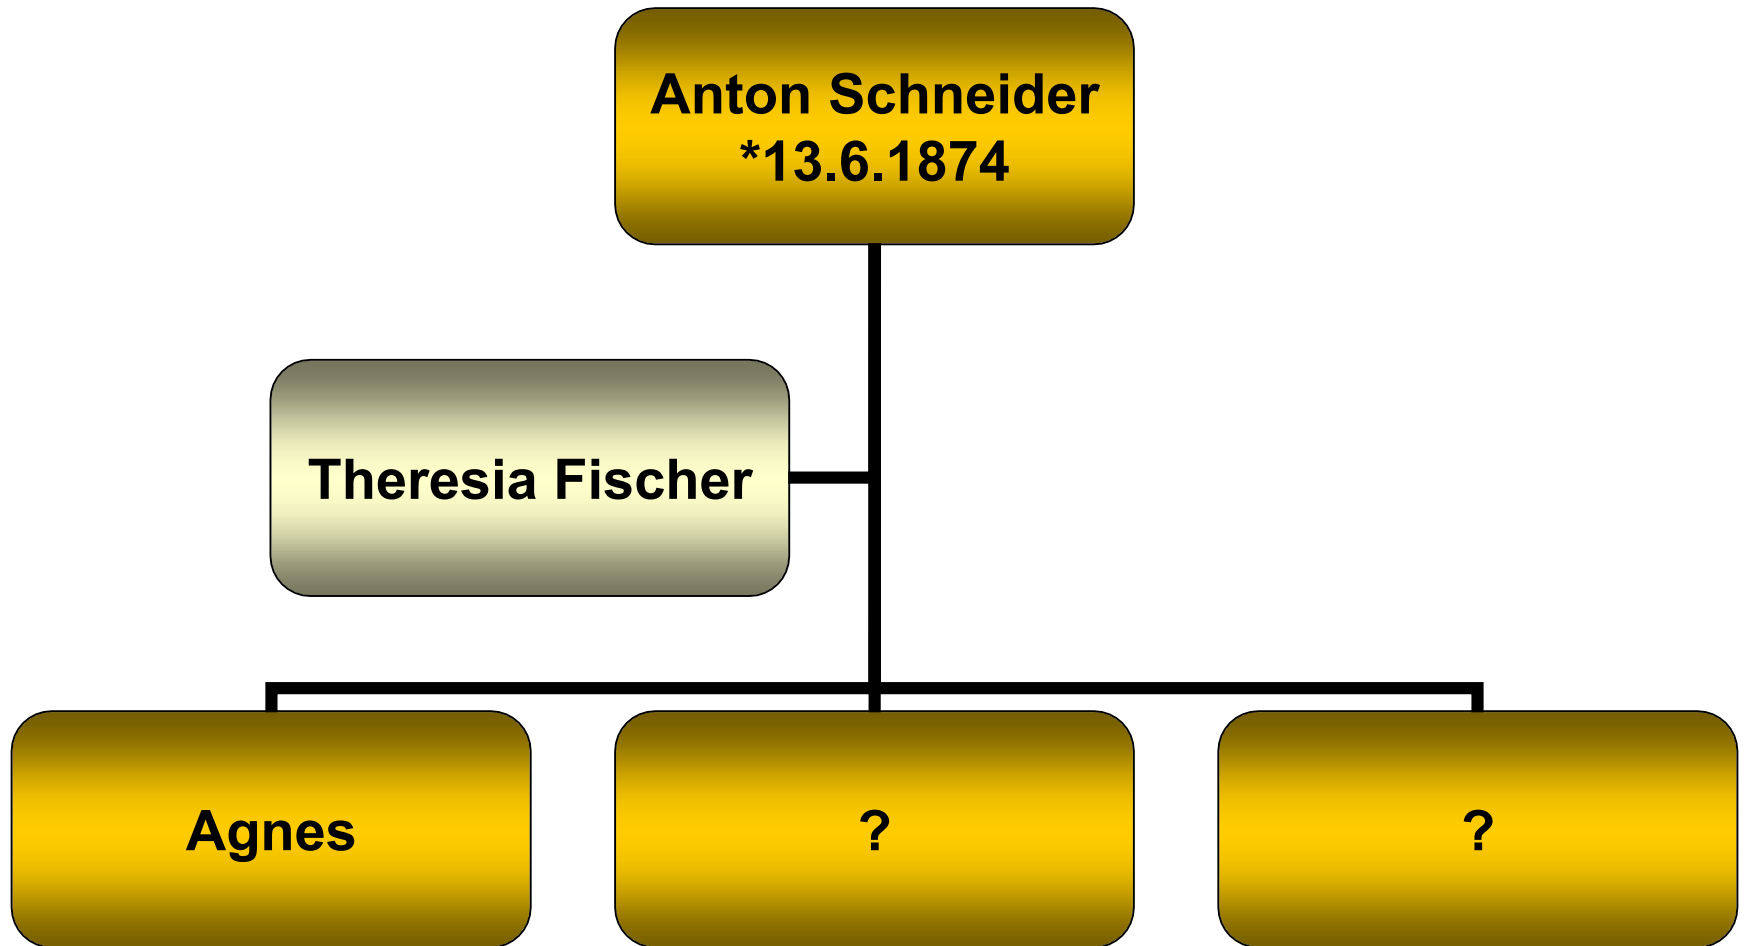 Anton Schneider
*13.6.1874
Theresia Fischer
Agnes
?
?